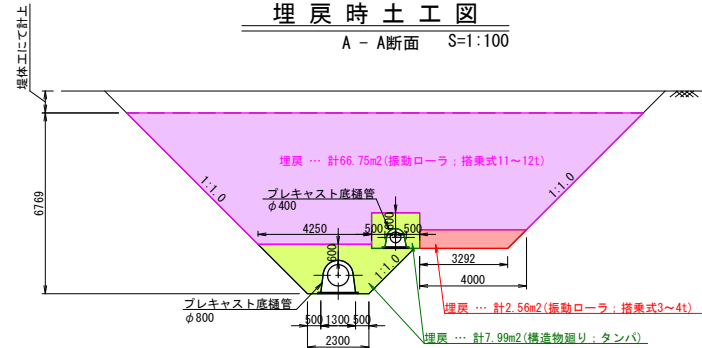 埋戻時土工図
A - A断面 S=1:100
堤体工にて計上
埋戻 … 計66.75m2(振動ローラ；搭乗式11～12t)
1:1.0
1:1.0
6769
プレキャスト底樋管
φ400
4250
500
600
500
600
1:1.0
3292
4000
プレキャスト底樋管
φ800
埋戻 … 計2.56m2(振動ローラ；搭乗式3～4t)
500
1300
500
埋戻 … 計7.99m2(構造物廻り；タンパ)
2300